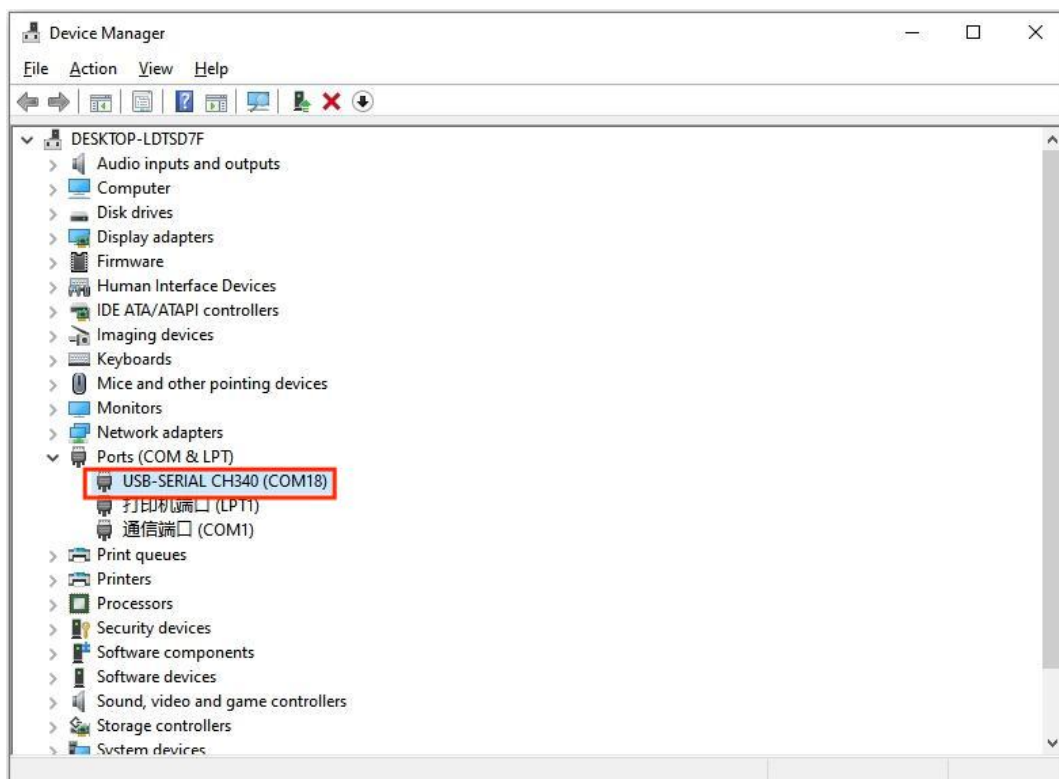 Device Manager
File Action View Help
DESKTOP-LDTSD7F
Audio inputs and outputs
Computer
Disk drives
Display adapters
Firmware
Human Interface Devices
IDE ATA/ATAPI controllers
Imaging devices
Keyboards
Mice and other pointing devices
Monitors
Network adapters
Ports (COM & LPT)
USB-SERIAL CH340 (COM18)
打印机端口 (LPT1)
通信端口 (COM1)
Print queues
Printers
Processors
Security devices
Software components
Software devices
Sound, video and game controllers
Storage controllers
System devices